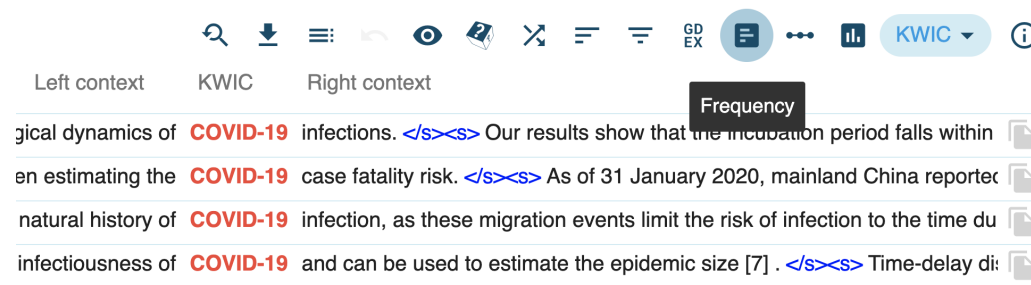 GD
EX
KWIC
Left context KWIC Right context
Frequency
gical dynamics of COVID-19 infections. </s><s> Our results show that the incubation period falls within
en estimating the COVID-19 case fatality risk. </s><s> As of 31 January 2020, mainland China reported
natural history of COVID-19 infection, as these migration events limit the risk of infection to the time du
infectiousness of COVID-19 and can be used to estimate the epidemic size [7] . </s><s> Time-delay dis